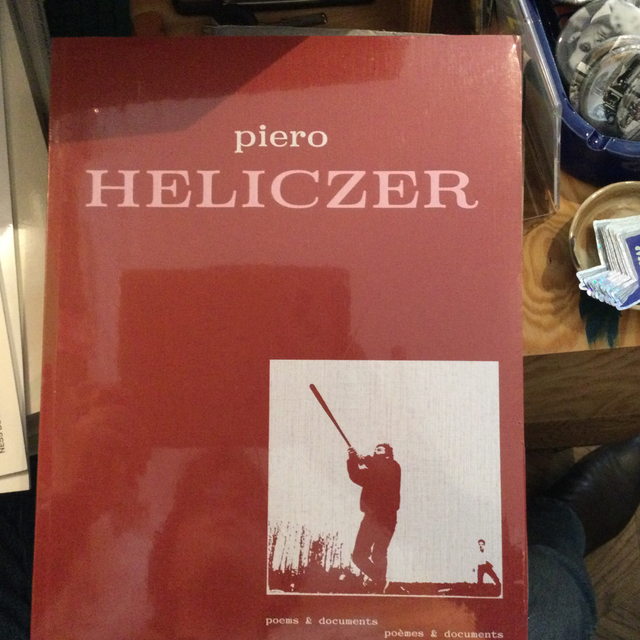 piero
HELICZER
poems & documents
poèmes & documents